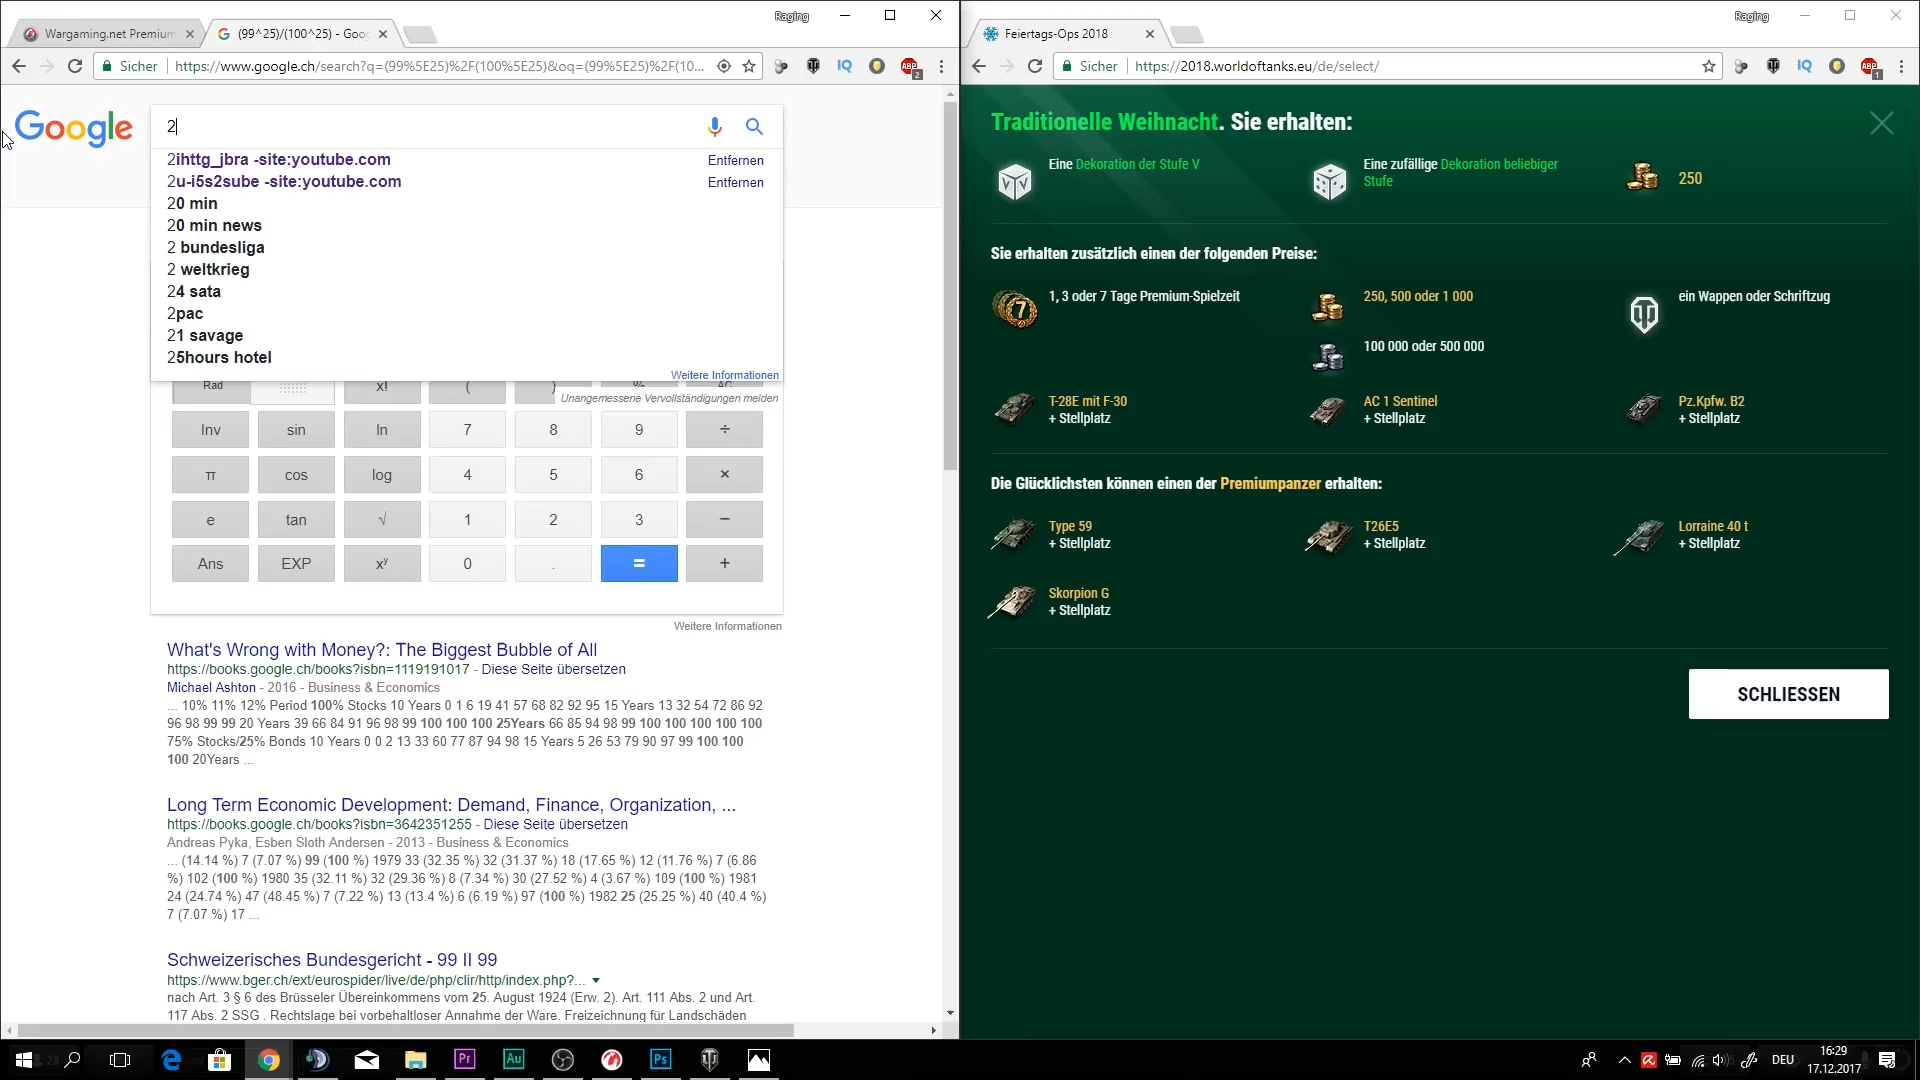 Raging
Wargaming.net Premium
(99^25)/(100^25) - Goo
Sicher
https://www.google.ch/search?q=(99%5E25)%2F(100%5E25)&oq=(99%5E25)%2F(10...
2
Google
2
2ihttg_jbra -site:youtube.com
Entfernen
2u-i5s2sube -site:youtube.com
Entfernen
20 min
20 min news
2 bundesliga
2 weltkrieg
24 sata
2pac
21 savage
25hours hotel
Weitere Informationen
Unangemessene Vervollständigungen melden
Rad
x!
(
)
%
AC
Inv
sin
ln
7
8
9
÷
π
cos
log
4
5
6
×
e
tan
√
1
2
3
−
Ans
EXP
xʸ
0
.
=
+
Weitere Informationen
What's Wrong with Money?: The Biggest Bubble of All
https://books.google.ch/books?isbn=1119191017 - Diese Seite übersetzen
Michael Ashton - 2016 - Business & Economics
... 10% 11% 12% Period 100% Stocks 10 Years 0 1 6 19 41 57 68 82 92 95 15 Years 13 32 54 72 86 92
96 98 99 99 20 Years 39 66 84 91 96 98 99 100 100 100 25Years 66 85 94 98 99 100 100 100 100 100
75% Stocks/25% Bonds 10 Years 0 0 2 13 33 60 77 87 94 98 15 Years 5 26 53 79 90 97 99 100 100
100 20Years ...
Long Term Economic Development: Demand, Finance, Organization, ...
https://books.google.ch/books?isbn=3642351255 - Diese Seite übersetzen
Andreas Pyka, Esben Sloth Andersen - 2013 - Business & Economics
... (14.14 %) 7 (7.07 %) 99 (100 %) 1979 33 (32.35 %) 32 (31.37 %) 18 (17.65 %) 12 (11.76 %) 7 (6.86
%) 102 (100 %) 1980 35 (32.11 %) 32 (29.36 %) 8 (7.34 %) 30 (27.52 %) 4 (3.67 %) 109 (100 %) 1981
24 (24.74 %) 47 (48.45 %) 7 (7.22 %) 13 (13.4 %) 6 (6.19 %) 97 (100 %) 1982 25 (25.25 %) 40 (40.4 %)
7 (7.07 %) 17 ...
Schweizerisches Bundesgericht - 99 II 99
https://www.bger.ch/ext/eurospider/live/de/php/clir/http/index.php?...
nach Art. 3 § 6 des Brüsseler Übereinkommens vom 25. August 1924 (Erw. 2). Art. 111 Abs. 2 und Art.
117 Abs. 2 SSG . Rechtslage bei vorbehaltloser Annahme der Ware. Freizeichnung für Landschäden
Raging
Feiertags-Ops 2018
Sicher
https://2018.worldoftanks.eu/de/select/
IQ
ABP
1
Traditionelle Weihnacht. Sie erhalten:
Eine Dekoration der Stufe V
Eine zufällige Dekoration beliebiger
Stufe
250
Sie erhalten zusätzlich einen der folgenden Preise:
7
1, 3 oder 7 Tage Premium-Spielzeit
250, 500 oder 1 000
100 000 oder 500 000
ein Wappen oder Schriftzug
T-28E mit F-30
+ Stellplatz
AC 1 Sentinel
+ Stellplatz
Pz.Kpfw. B2
+ Stellplatz
Die Glücklichsten können einen der Premiumpanzer erhalten:
Type 59
+ Stellplatz
T26E5
+ Stellplatz
Lorraine 40 t
+ Stellplatz
Skorpion G
+ Stellplatz
SCHLIESSEN
Pr
Au
Ps
DEU
16:29
17.12.2017